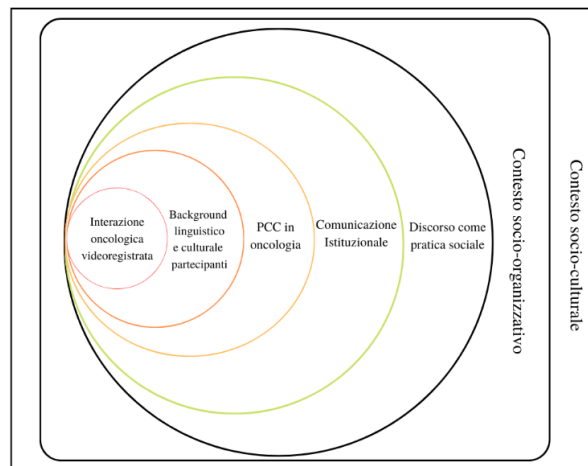 Interazione
oncologica
videoregistrata
Background
linguistico
e culturale
partecipanti
PCC in
oncologia
Comunicazione
Istituzionale
Discorso come
pratica sociale
Contesto socio-organizzativo
Contesto socio-culturale